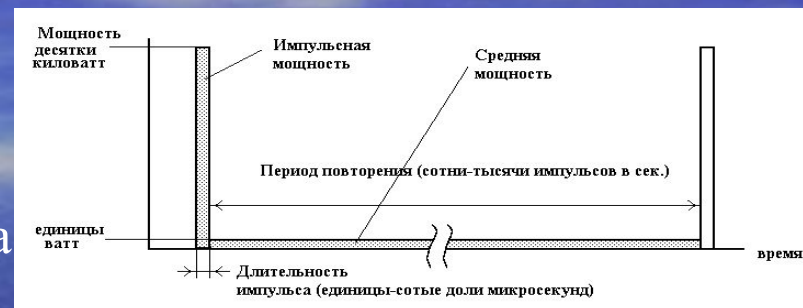 Мощность
десятки
киловатт
Импульсная
мощность
Средняя
мощность
Период повторения (сотни-тысячи импульсов в сек.)
а
единицы
ватт
время
Длительность
импульса (единицы-сотые доли микросекунд)